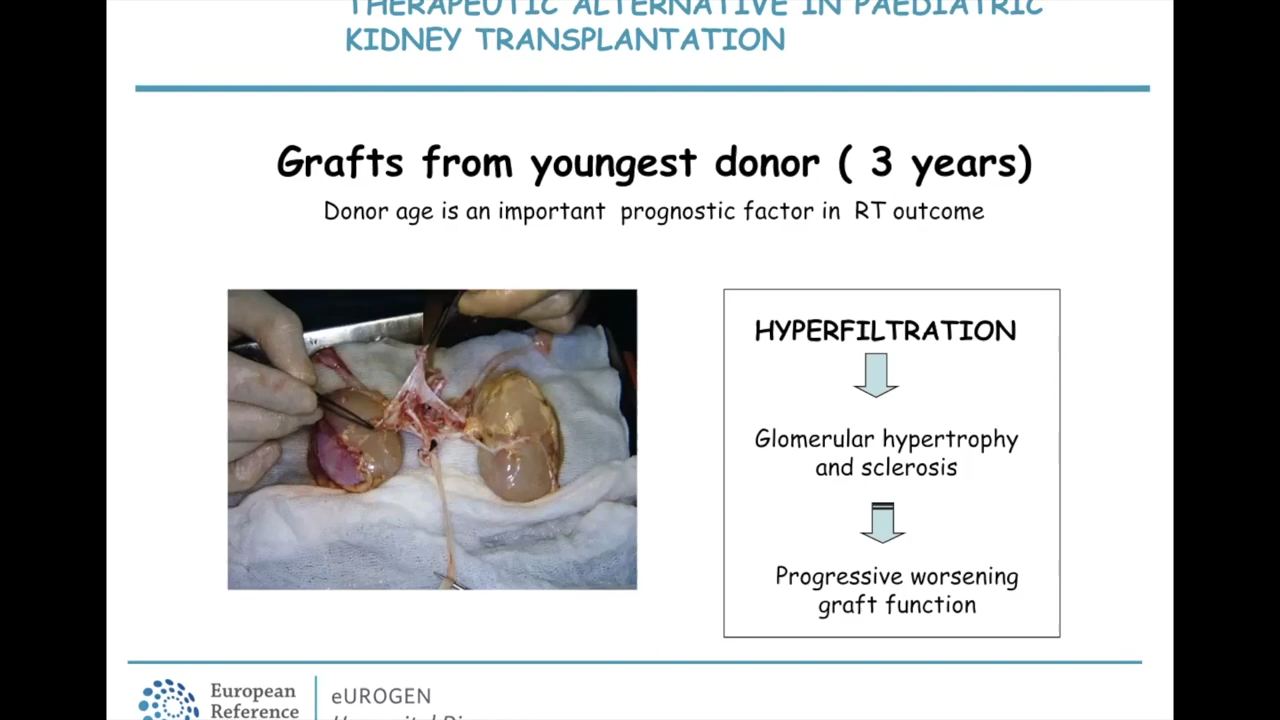 THERAPEUTIC ALTERNATIVE IN PAEDIATRIC
KIDNEY TRANSPLANTATION
Grafts from youngest donor ( 3 years)
Donor age is an important prognostic factor in RT outcome
HYPERFILTRATION
Glomerular hypertrophy
and sclerosis
Progressive worsening
graft function
European
Reference
eUROGEN